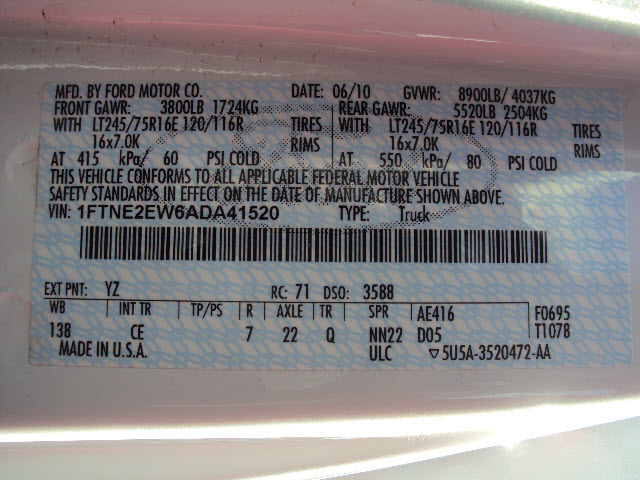 MFD. BY FORD MOTOR CO. DATE: 06/10 GVWR: 8900LB/ 4037KG
FRONT GAWR: 3800LB 1724KG REAR GAWR: 5520LB 2504KG
WITH LT245/75R16E 120/116R TIRES WITH LT245/75R16E 120/116R TIRES
16x7.0K RIMS 16x7.0K RIMS
AT 415 kPa/ 60 PSI COLD AT 550 kPa/ 80 PSI COLD
THIS VEHICLE CONFORMS TO ALL APPLICABLE FEDERAL MOTOR VEHICLE
SAFETY STANDARDS IN EFFECT ON THE DATE OF MANUFACTURE SHOWN ABOVE.
VIN: 1FTNE2EW6ADA41520 TYPE: Truck
EXT PNT: YZ RC: 71 DSO: 3588
WB INT TR TP/PS R AXLE TR SPR AE416 F0695
138 CE 7 22 Q NN22 D05 T1078
MADE IN U.S.A. ULC ▽5U5A-3520472-AA